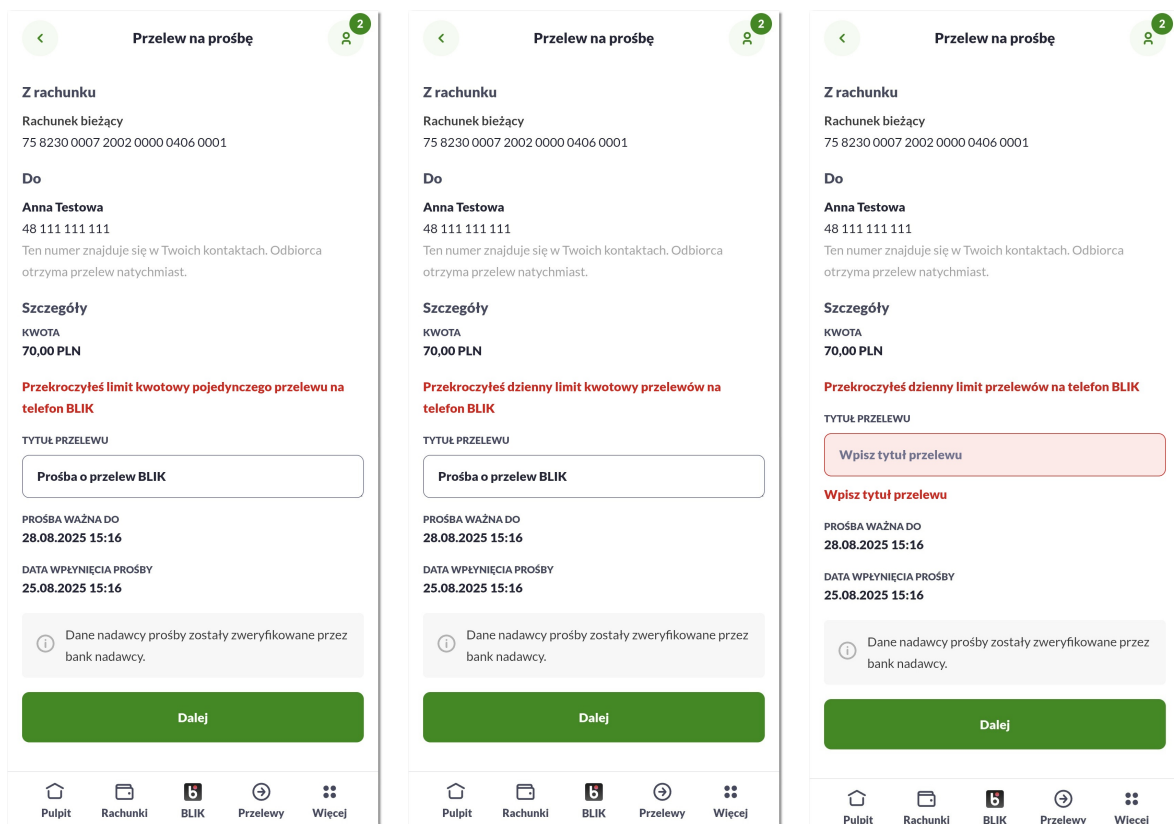 2
Przelew na prośbę
Z rachunku
Rachunek bieżący
75 8230 0007 2002 0000 0406 0001
Do
Anna Testowa
48 111 111 111
Ten numer znajduje się w Twoich kontaktach. Odbiorca
otrzyma przelew natychmiast.
Szczegóły
KWOTA
70,00 PLN
Przekroczyłeś limit kwotowy pojedynczego przelewu na
telefon BLIK
TYTUŁ PRZELEWU
Prośba o przelew BLIK
PROŚBA WAŻNA DO
28.08.2025 15:16
DATA WPŁYNIĘCIA PROŚBY
25.08.2025 15:16
Dane nadawcy prośby zostały zweryfikowane przez
bank nadawcy.
Dalej
Pulpit Rachunki BLIK Przelewy Więcej
2
Przelew na prośbę
Z rachunku
Rachunek bieżący
75 8230 0007 2002 0000 0406 0001
Do
Anna Testowa
48 111 111 111
Ten numer znajduje się w Twoich kontaktach. Odbiorca
otrzyma przelew natychmiast.
Szczegóły
KWOTA
70,00 PLN
Przekroczyłeś dzienny limit kwotowy przelewów na
telefon BLIK
TYTUŁ PRZELEWU
Prośba o przelew BLIK
PROŚBA WAŻNA DO
28.08.2025 15:16
DATA WPŁYNIĘCIA PROŚBY
25.08.2025 15:16
Dane nadawcy prośby zostały zweryfikowane przez
bank nadawcy.
Dalej
Pulpit Rachunki BLIK Przelewy Więcej
2
Przelew na prośbę
Z rachunku
Rachunek bieżący
75 8230 0007 2002 0000 0406 0001
Do
Anna Testowa
48 111 111 111
Ten numer znajduje się w Twoich kontaktach. Odbiorca
otrzyma przelew natychmiast.
Szczegóły
KWOTA
70,00 PLN
Przekroczyłeś dzienny limit przelewów na telefon BLIK
TYTUŁ PRZELEWU
Wpisz tytuł przelewu
Wpisz tytuł przelewu
PROŚBA WAŻNA DO
28.08.2025 15:16
DATA WPŁYNIĘCIA PROŚBY
25.08.2025 15:16
Dane nadawcy prośby zostały zweryfikowane przez
bank nadawcy.
Dalej
Pulpit Rachunki BLIK Przelewy Więcej